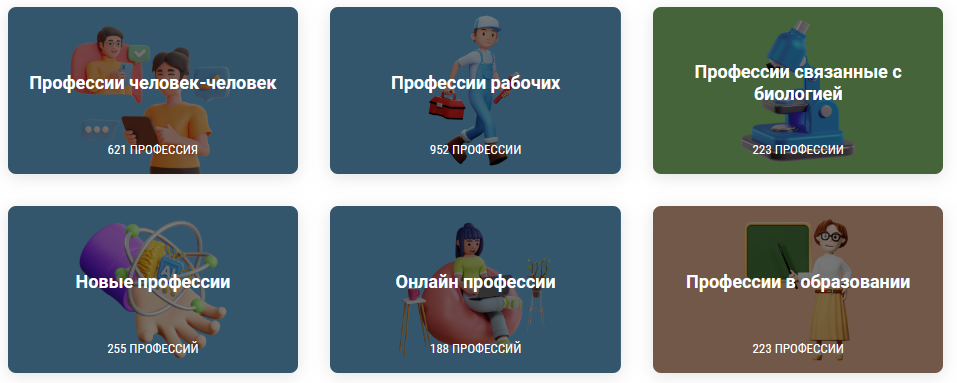 Профессии человек-человек
621 ПРОФЕССИЯ
Профессии рабочих
952 ПРОФЕССИИ
Профессии связанные с
биологией
223 ПРОФЕССИИ
Новые профессии
255 ПРОФЕССИЙ
Онлайн профессии
188 ПРОФЕССИЙ
Профессии в образовании
223 ПРОФЕССИИ